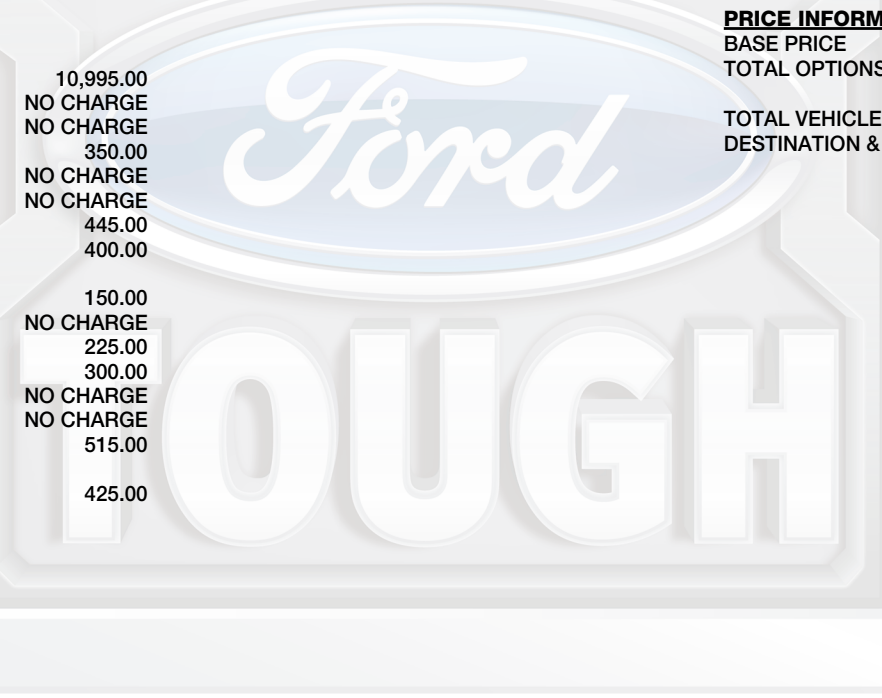 10,995.00
NO CHARGE
NO CHARGE
350.00
NO CHARGE
NO CHARGE
445.00
400.00
150.00
NO CHARGE
225.00
300.00
NO CHARGE
NO CHARGE
515.00
425.00
PRICE INFORM
BASE PRICE
TOTAL OPTIONS
TOTAL VEHICLE
DESTINATION &
Ford
TOUGH